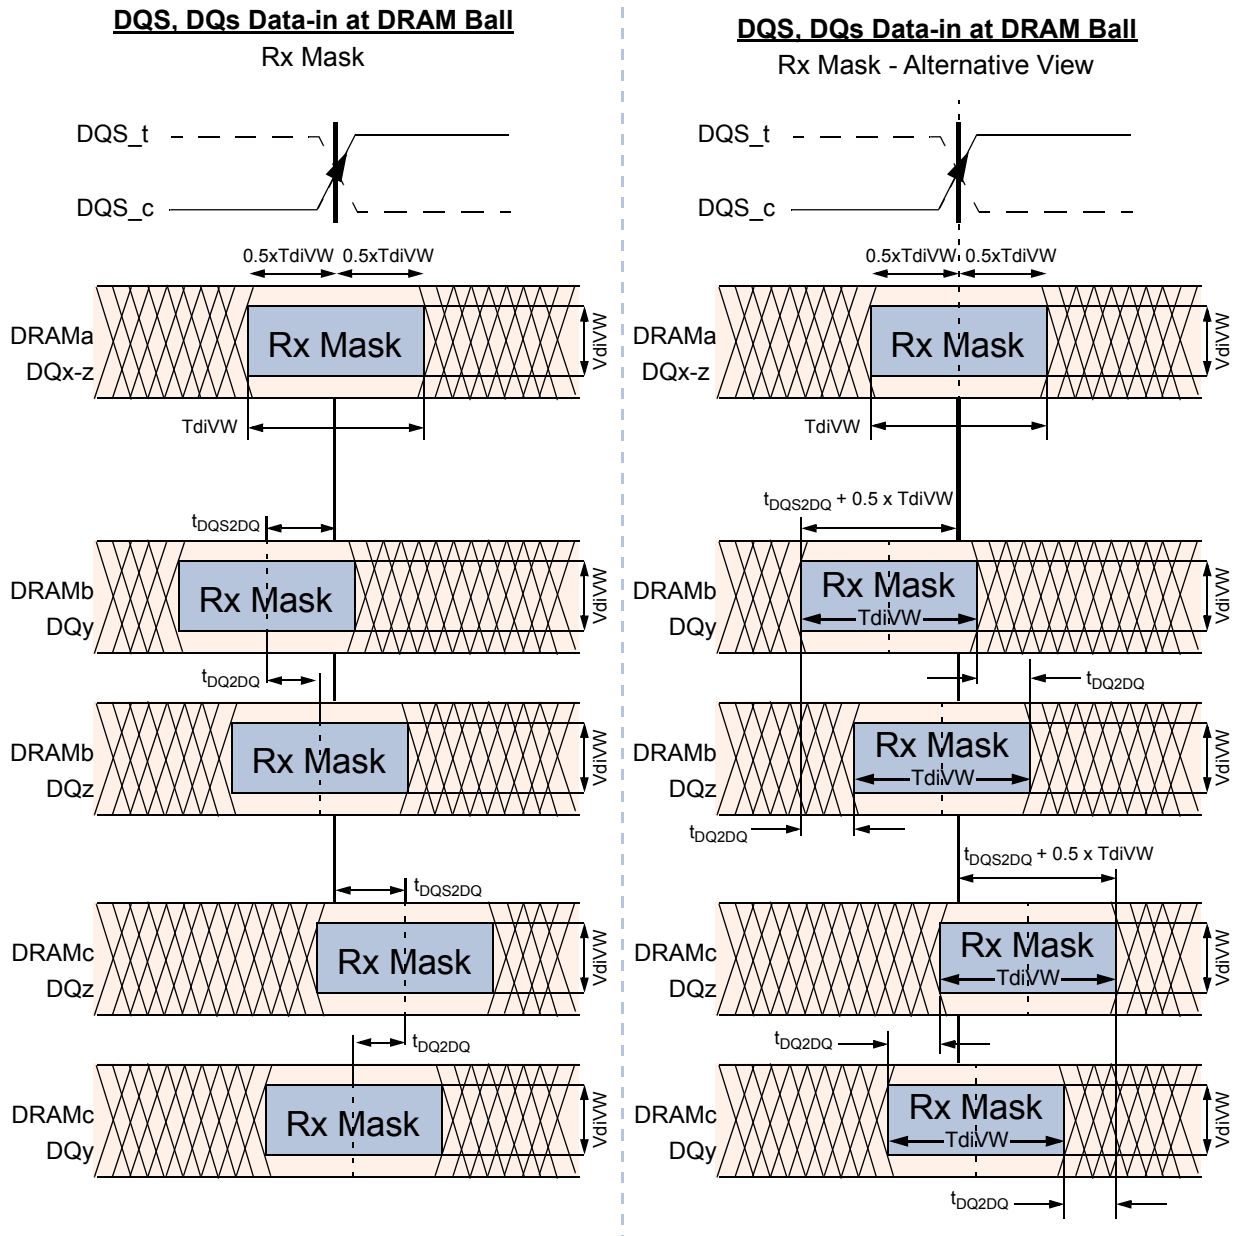 DQS, DQs Data-in at DRAM Ball
Rx Mask
DQS_t
DQS_c
0.5xTdiVW 0.5xTdiVW
DRAMa
DQx-z
Rx Mask
VdiVW
TdiVW
tDQS2DQ
DRAMb
DQy
Rx Mask
VdiVW
tDQ2DQ
DRAMb
DQz
Rx Mask
VdiVW
tDQS2DQ
DRAMc
DQz
Rx Mask
VdiVW
tDQ2DQ
DRAMc
DQy
Rx Mask
VdiVW
DQS, DQs Data-in at DRAM Ball
Rx Mask - Alternative View
DQS_t
DQS_c
0.5xTdiVW 0.5xTdiVW
DRAMa
DQx-z
Rx Mask
VdiVW
TdiVW
tDQS2DQ + 0.5 x TdiVW
DRAMb
DQy
Rx Mask
TdiVW
VdiVW
tDQ2DQ
DRAMb
DQz
Rx Mask
TdiVW
VdiVW
tDQ2DQ
tDQS2DQ + 0.5 x TdiVW
DRAMc
DQz
Rx Mask
TdiVW
VdiVW
tDQ2DQ
DRAMc
DQy
Rx Mask
TdiVW
VdiVW
tDQ2DQ